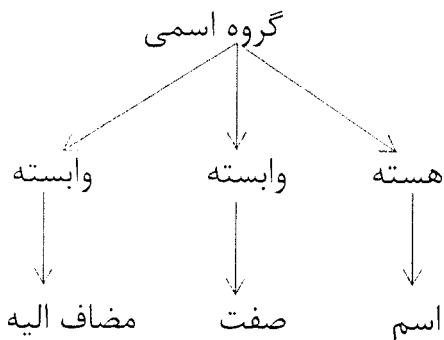 گروه اسمی
هسته وابسته وابسته
اسم صفت مضاف الیه